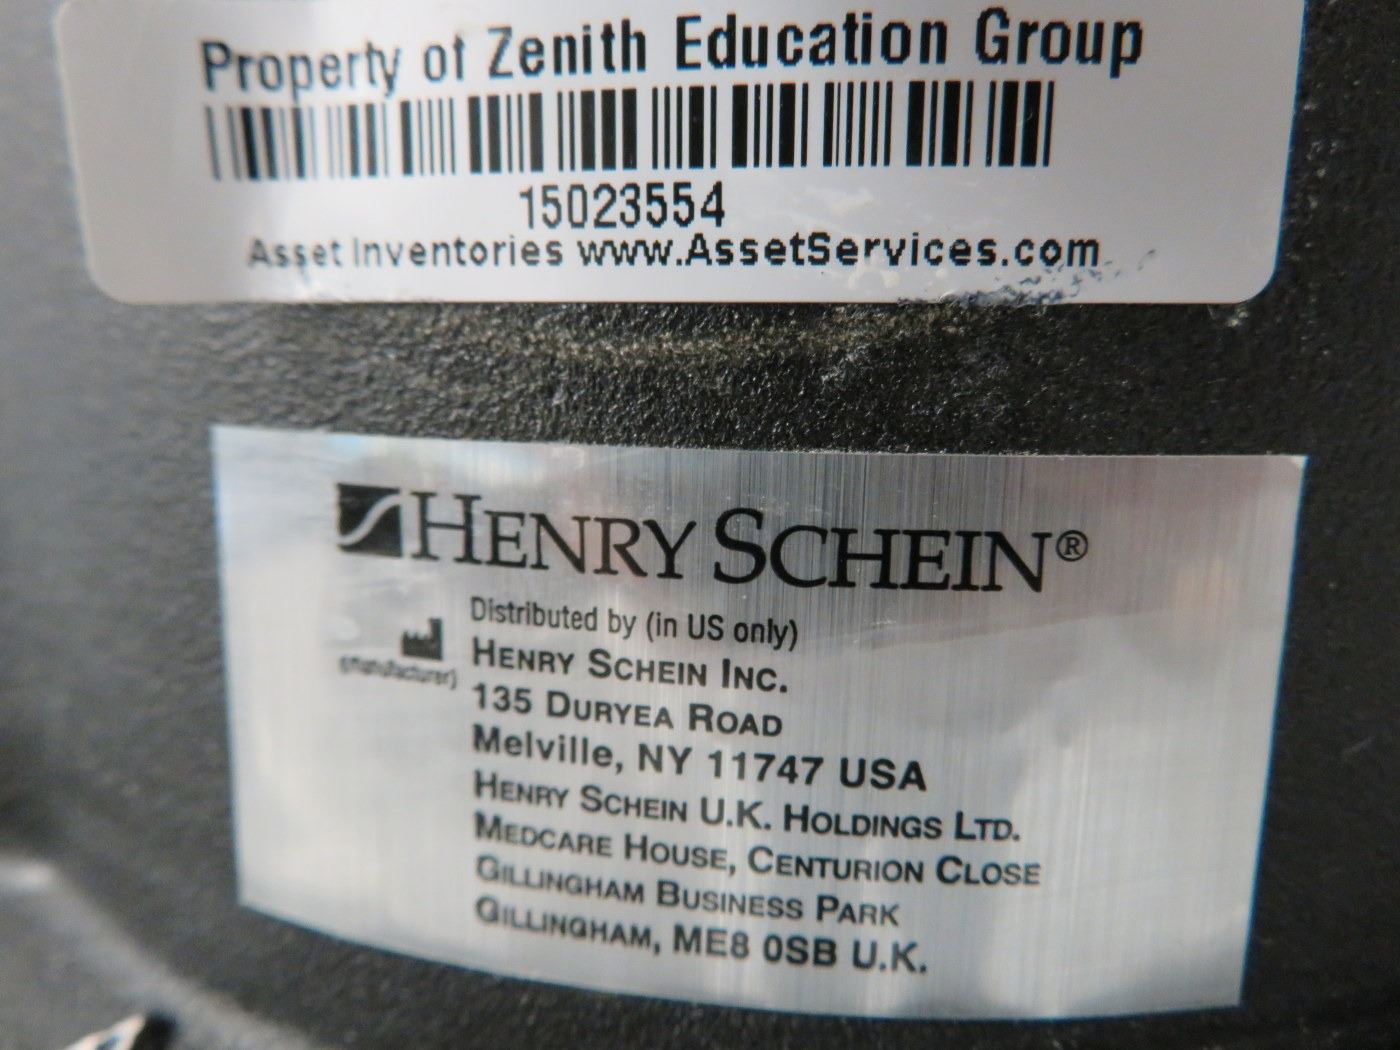 Property of Zenith Education Group
15023554
Asset Inventories www.AssetServices.com
HENRY SCHEIN®
Distributed by (in US only)
(Manufacturer)
HENRY SCHEIN INC.
135 DURYEA ROAD
Melville, NY 11747 USA
HENRY SCHEIN U.K. HOLDINGS LTD.
MEDCARE HOUSE, CENTURION CLOSE
GILLINGHAM BUSINESS PARK
GILLINGHAM, ME8 0SB U.K.